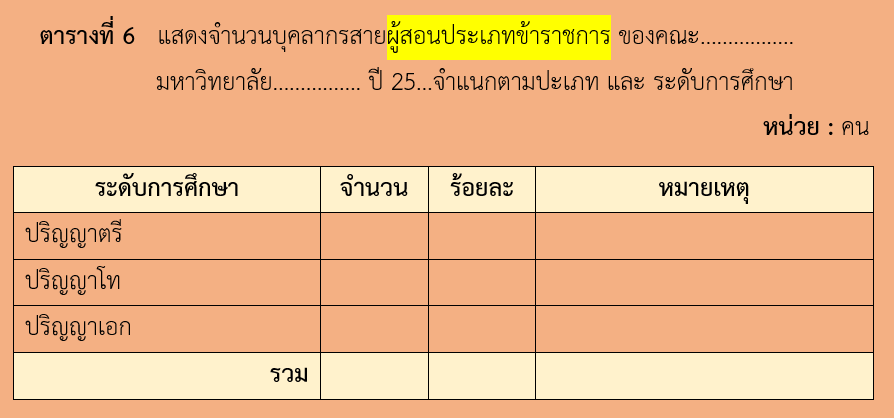 ตารางที่ 6 แสดงจำนวนบุคลากรสายผู้สอนประเภทข้าราชการ ของคณะ.................
มหาวิทยาลัย................ ปี 25...จำแนกตามปะเภท และ ระดับการศึกษา
หน่วย : คน
ระดับการศึกษา จำนวน ร้อยละ หมายเหตุ
ปริญญาตรี
ปริญญาโท
ปริญญาเอก
รวม